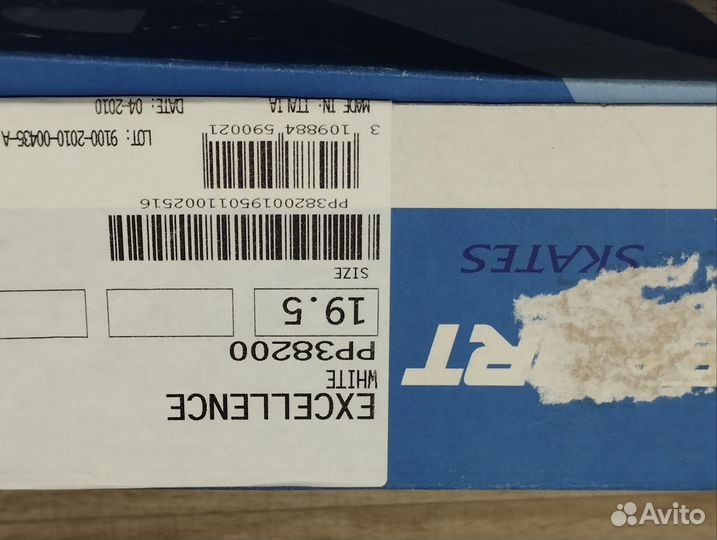 EXCELLENCE
WHITE
PP38200
19.5
SIZE
PP38200195011002516
3 109884 590021
LOT: 9100-2010-00435-A
MADE IN: ITALIA
DATE: 04-2010
RT
SKATES
Avito